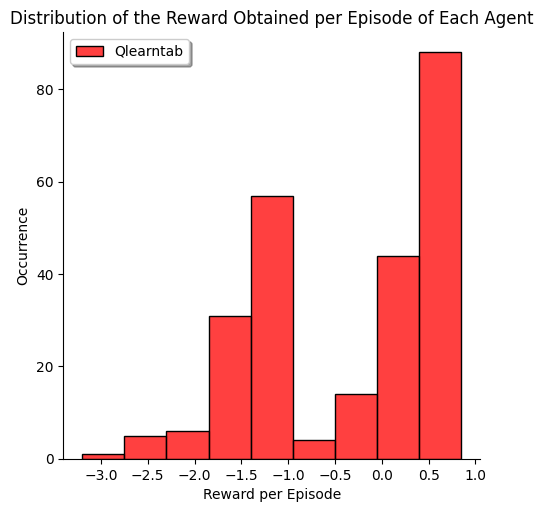 Distribution of the Reward Obtained per Episode of Each Agent
Qlearntab
80
60
40
20
0
Occurrence
−3.0 −2.5 −2.0 −1.5 −1.0 −0.5 0.0 0.5 1.0
Reward per Episode